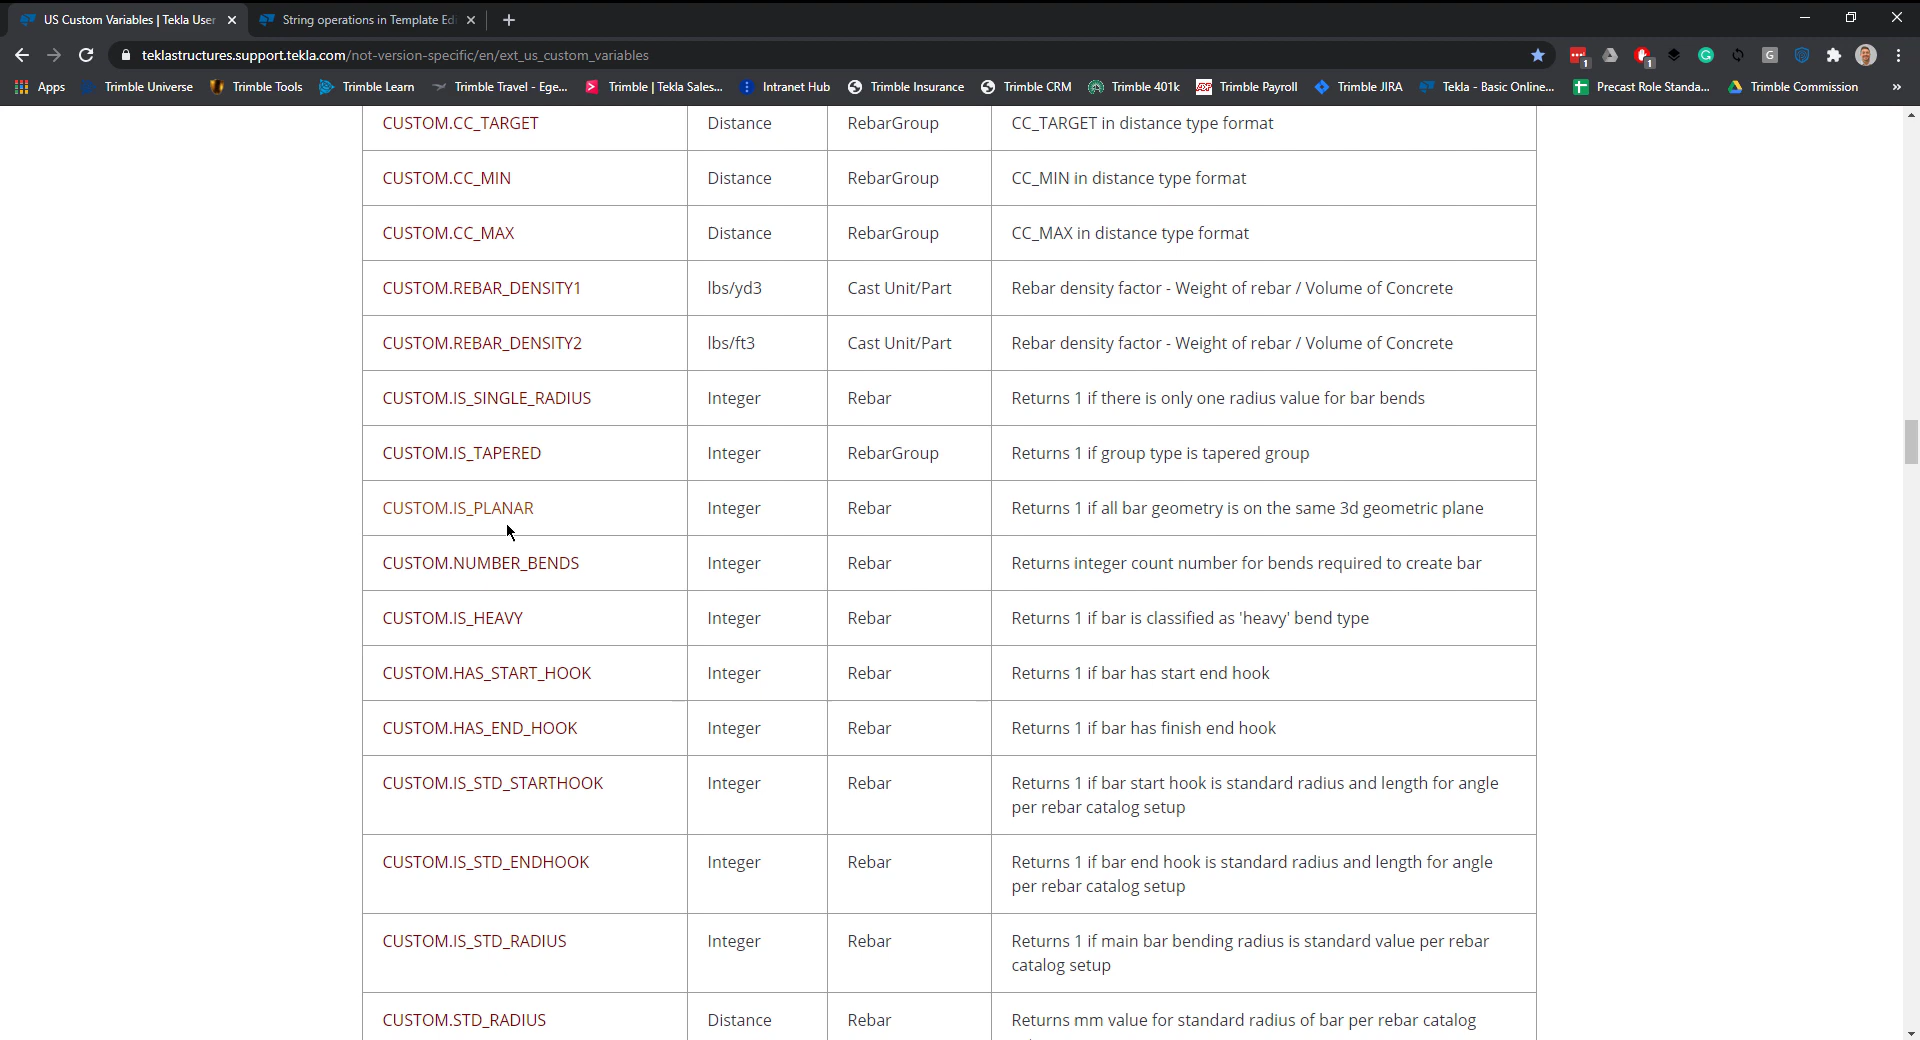 US Custom Variables | Tekla User
String operations in Template Edi
teklastructures.support.tekla.com/not-version-specific/en/ext_us_custom_variables
1
1
G
G
Apps Trimble Universe Trimble Tools Trimble Learn Trimble Travel - Ege... Trimble | Tekla Sales... Intranet Hub Trimble Insurance Trimble CRM Trimble 401k Trimble Payroll Trimble JIRA Tekla - Basic Online... Precast Role Standa... Trimble Commission »
CUSTOM.CC_TARGET Distance RebarGroup CC_TARGET in distance type format
CUSTOM.CC_MIN Distance RebarGroup CC_MIN in distance type format
CUSTOM.CC_MAX Distance RebarGroup CC_MAX in distance type format
CUSTOM.REBAR_DENSITY1 lbs/yd3 Cast Unit/Part Rebar density factor - Weight of rebar / Volume of Concrete
CUSTOM.REBAR_DENSITY2 lbs/ft3 Cast Unit/Part Rebar density factor - Weight of rebar / Volume of Concrete
CUSTOM.IS_SINGLE_RADIUS Integer Rebar Returns 1 if there is only one radius value for bar bends
CUSTOM.IS_TAPERED Integer RebarGroup Returns 1 if group type is tapered group
CUSTOM.IS_PLANAR Integer Rebar Returns 1 if all bar geometry is on the same 3d geometric plane
CUSTOM.NUMBER_BENDS Integer Rebar Returns integer count number for bends required to create bar
CUSTOM.IS_HEAVY Integer Rebar Returns 1 if bar is classified as 'heavy' bend type
CUSTOM.HAS_START_HOOK Integer Rebar Returns 1 if bar has start end hook
CUSTOM.HAS_END_HOOK Integer Rebar Returns 1 if bar has finish end hook
CUSTOM.IS_STD_STARTHOOK Integer Rebar Returns 1 if bar start hook is standard radius and length for angle
per rebar catalog setup
CUSTOM.IS_STD_ENDHOOK Integer Rebar Returns 1 if bar end hook is standard radius and length for angle
per rebar catalog setup
CUSTOM.IS_STD_RADIUS Integer Rebar Returns 1 if main bar bending radius is standard value per rebar
catalog setup
CUSTOM.STD_RADIUS Distance Rebar Returns mm value for standard radius of bar per rebar catalog